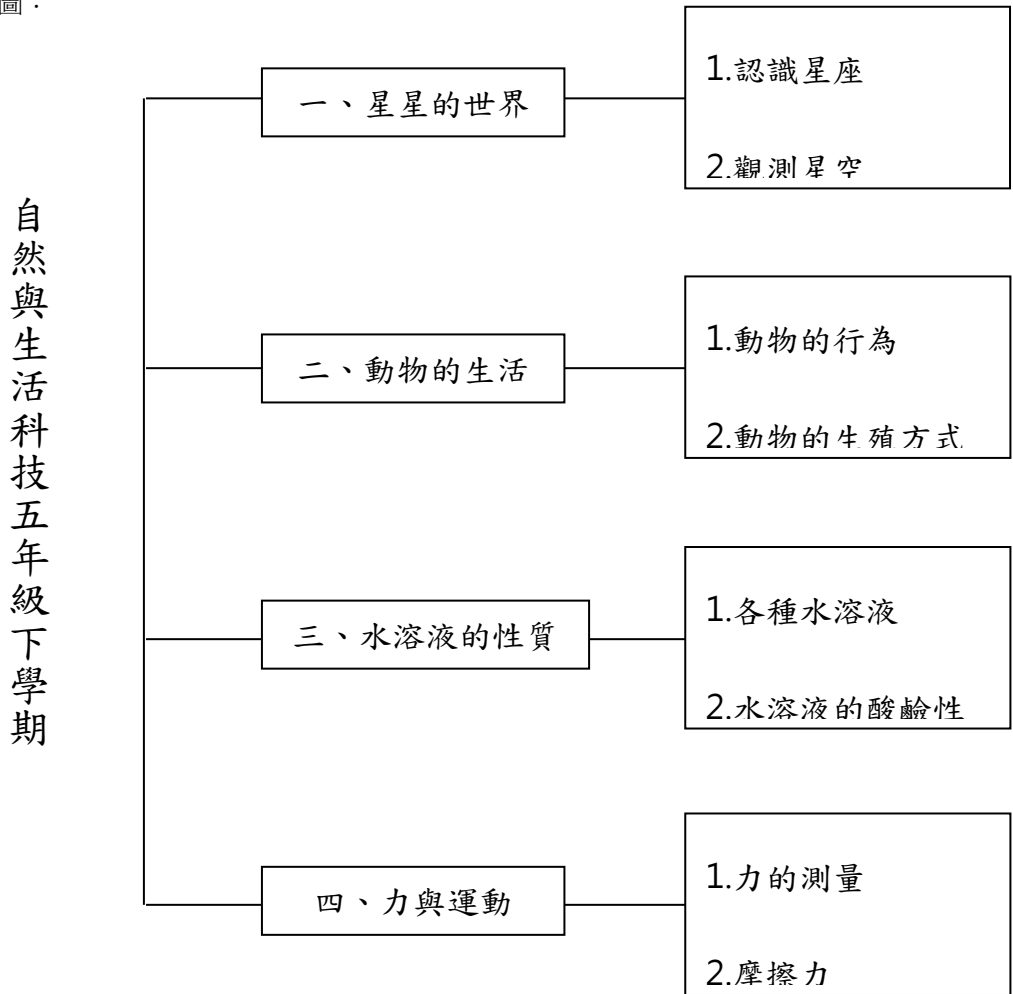 圖：
自然與生活科技五年級下學期
一、星星的世界
1.認識星座
2.觀測星空
二、動物的生活
1.動物的行為
2.動物的生殖方式
三、水溶液的性質
1.各種水溶液
2.水溶液的酸鹼性
四、力與運動
1.力的測量
2.摩擦力